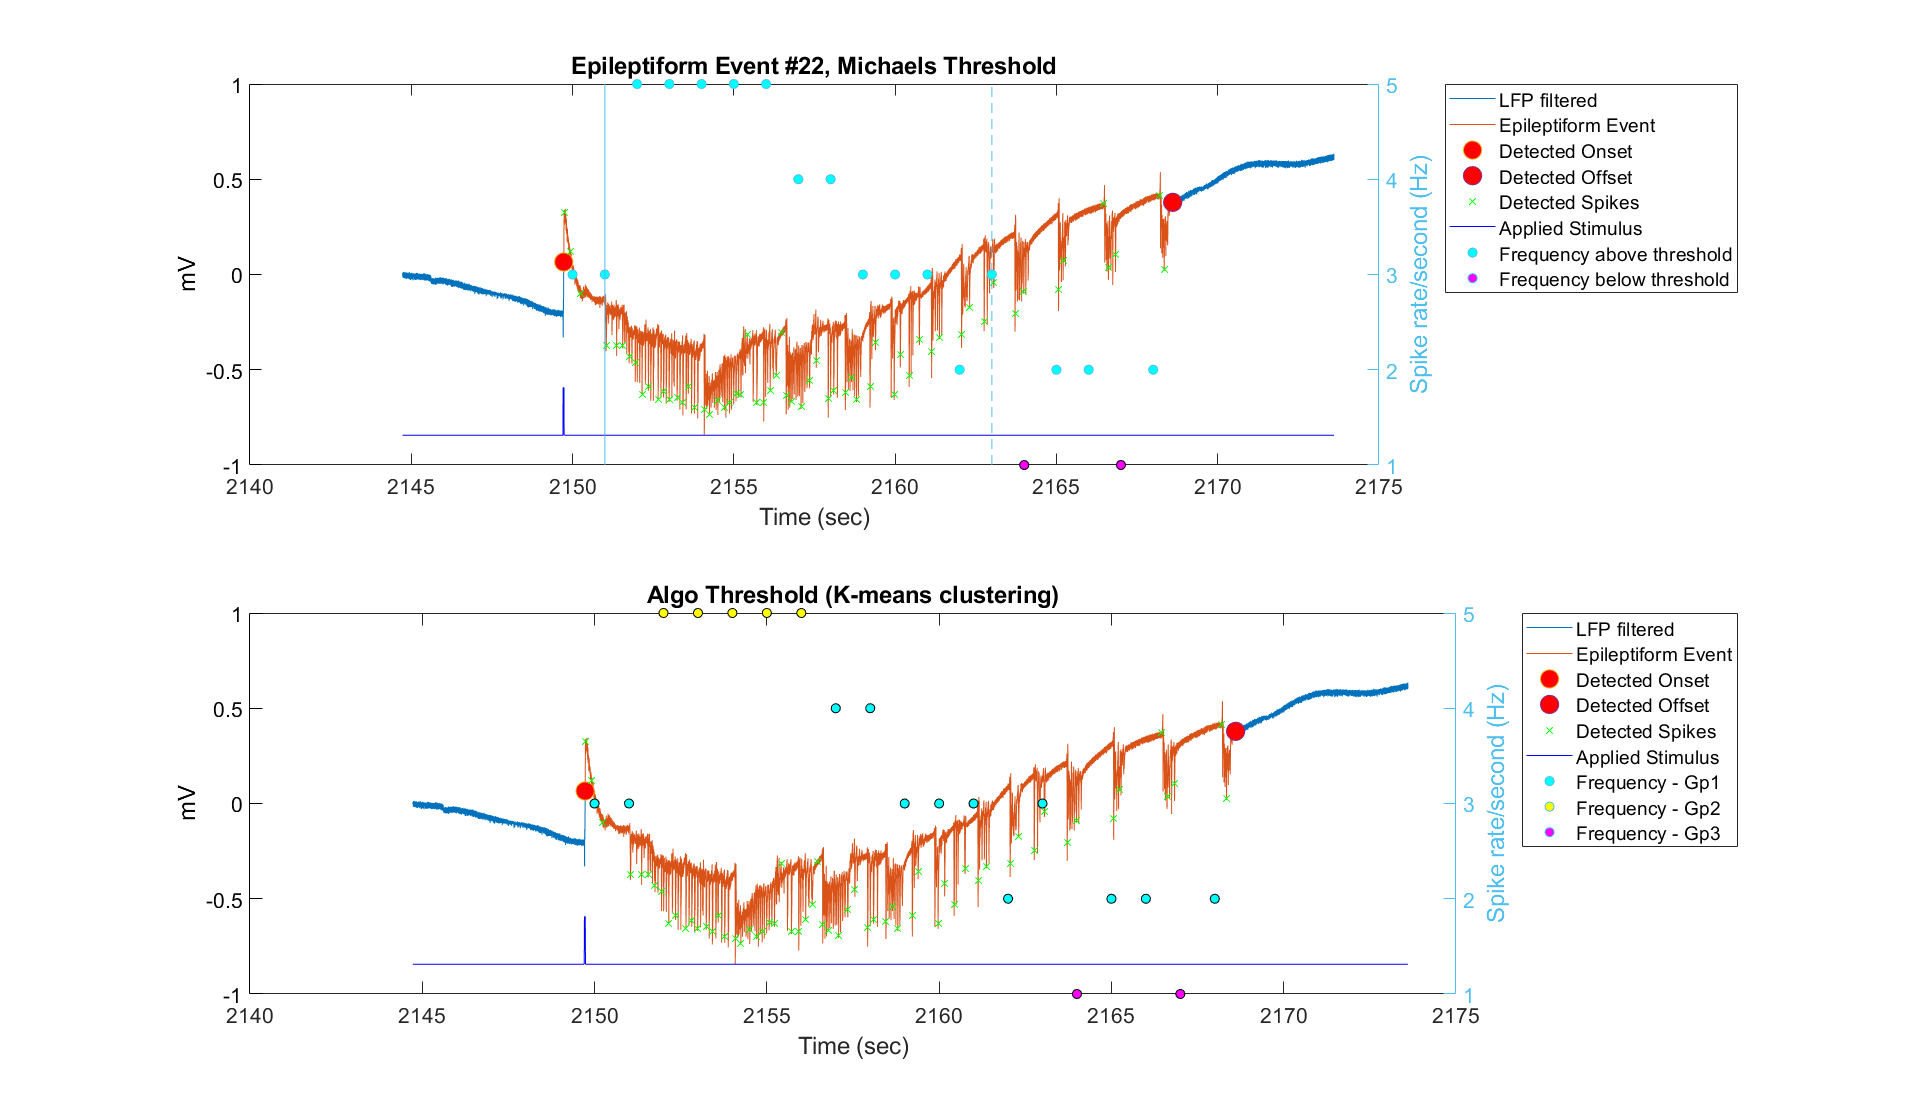 Epileptiform Event #22, Michaels Threshold
1
0.5
0
-0.5
-1
mV
2140
2145
2150
2155
2160
2165
2170
2175
Time (sec)
5
4
3
2
1
Spike rate/second (Hz)
LFP filtered
Epileptiform Event
Detected Onset
Detected Offset
Detected Spikes
Applied Stimulus
Frequency above threshold
Frequency below threshold
Algo Threshold (K-means clustering)
1
0.5
0
-0.5
-1
mV
2140
2145
2150
2155
2160
2165
2170
2175
Time (sec)
5
4
3
2
1
Spike rate/second (Hz)
LFP filtered
Epileptiform Event
Detected Onset
Detected Offset
Detected Spikes
Applied Stimulus
Frequency - Gp1
Frequency - Gp2
Frequency - Gp3